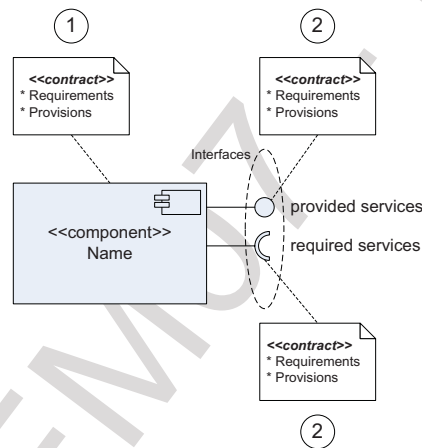 1
2
<<contract>>
* Requirements
* Provisions
<<contract>>
* Requirements
* Provisions
Interfaces
provided services
<<component>>
Name
required services
<<contract>>
* Requirements
* Provisions
2